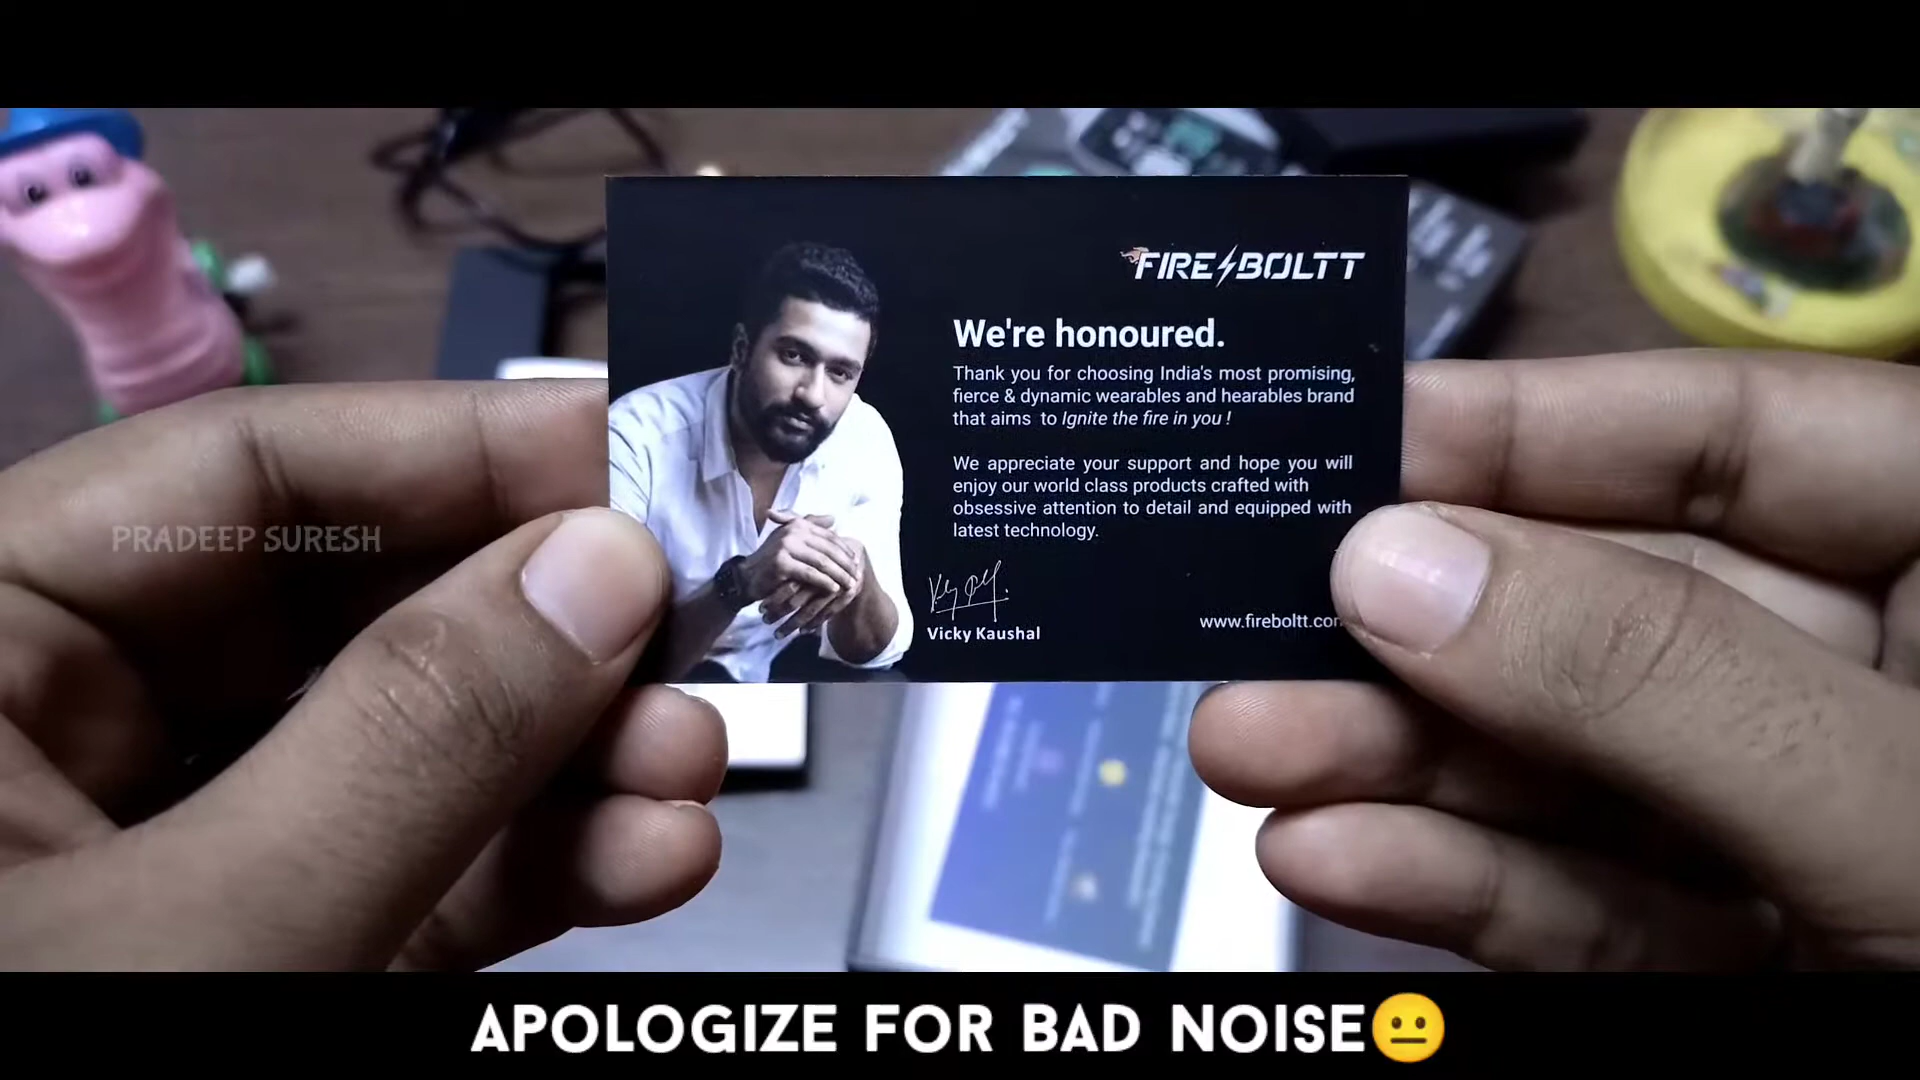 FIRE BOLTT
We're honoured.
Thank you for choosing India's most promising,
fierce & dynamic wearables and hearables brand
that aims to Ignite the fire in you !
We appreciate your support and hope you will
enjoy our world class products crafted with
obsessive attention to detail and equipped with
latest technology.
Vicky Kaushal
www.fireboltt.com
PRADEEP SURESH
APOLOGIZE FOR BAD NOISE😐